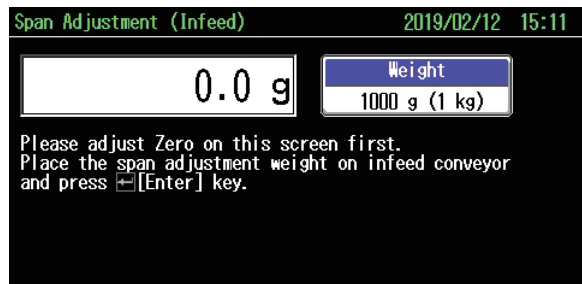 Span Adjustment (Infeed) 2019/02/12 15:11
0.0 g
Weight
1000 g (1 kg)
Please adjust Zero on this screen first.
Place the span adjustment weight on infeed conveyor
and press ↵[Enter] key.